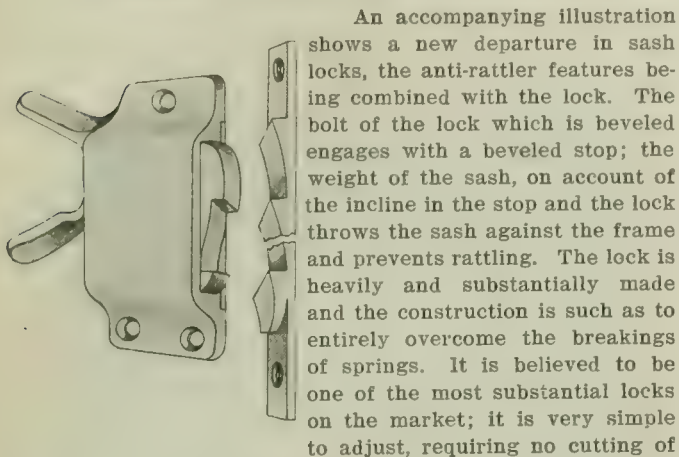 An accompanying illustration
shows a new departure in sash
locks, the anti-rattler features be-
ing combined with the lock. The
bolt of the lock which is beveled
engages with a beveled stop; the
weight of the sash, on account of
the incline in the stop and the lock
throws the sash against the frame
and prevents rattling. The lock is
heavily and substantially made
and the construction is such as to
entirely overcome the breakings
of springs. It is believed to be
one of the most substantial locks
on the market; it is very simple
to adjust, requiring no cutting of